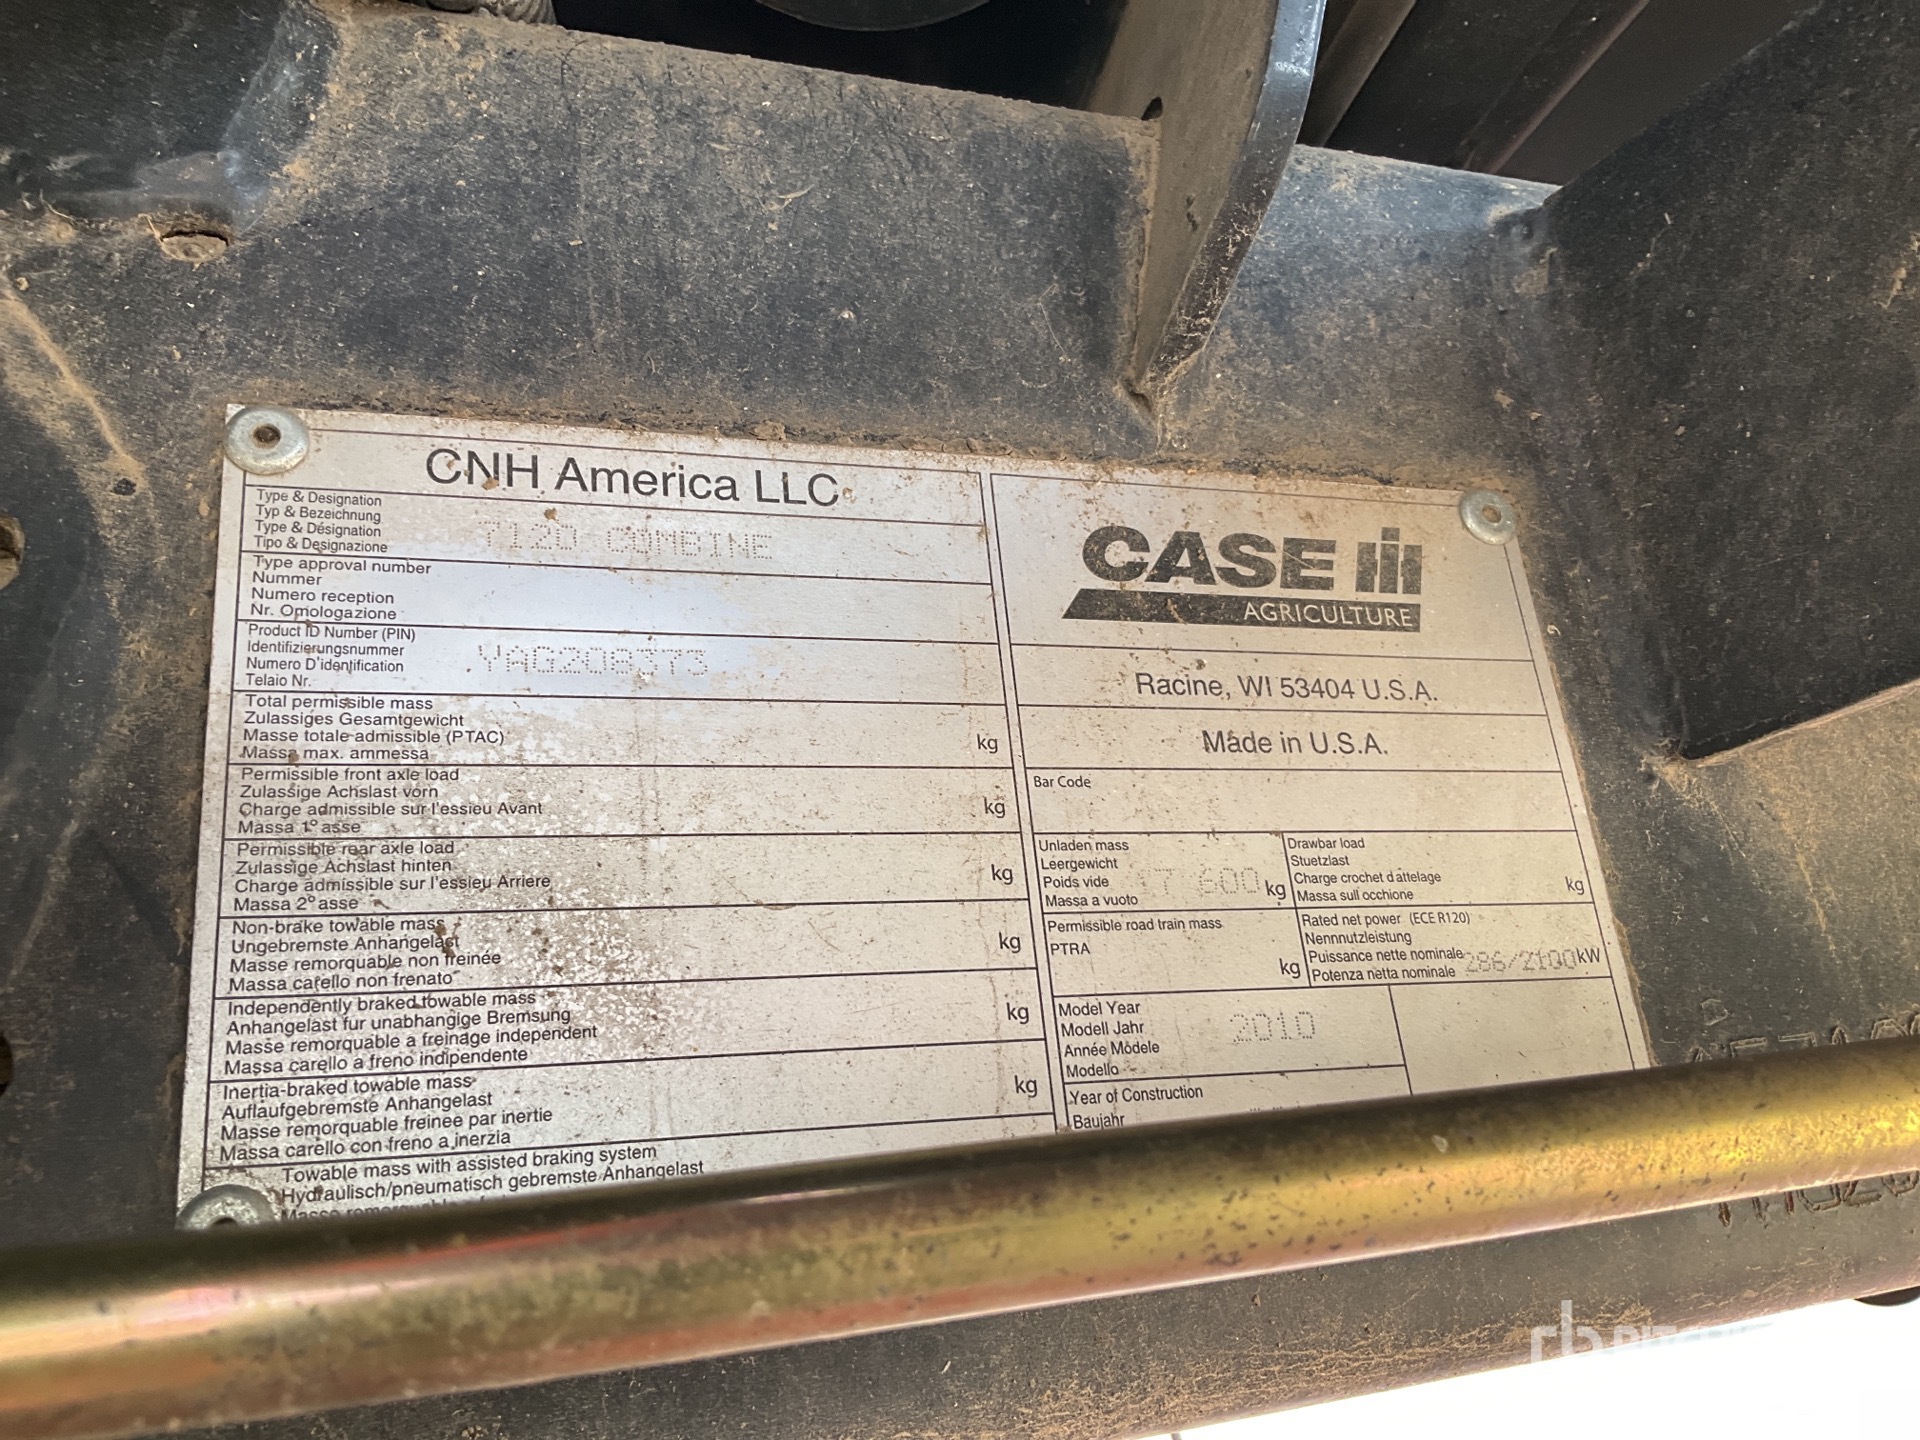 CNH America LLC
Type & Designation
Typ & Bezeichnung
Type & Désignation
Tipo & Designazione
7120 COMBINE
Type approval number
Nummer
Numero reception
Nr. Omologazione
Product ID Number (PIN)
Identifizierungsnummer
Numero D'identification
Telaio Nr.
YAG208373
Total permissible mass
Zulassiges Gesamtgewicht
Masse totale admissible (PTAC)
Massa max. ammessa
kg
Permissible front axle load
Zulassige Achslast vorn
Charge admissible sur l'essieu Avant
Massa 1° asse
kg
Permissible rear axle load
Zulassige Achslast hinten
Charge admissible sur l'essieu Arriere
Massa 2° asse
kg
Non-brake towable mass
Ungebremste Anhangelast
Masse remorquable non freinée
Massa carello non frenato
kg
Independently braked towable mass
Anhangelast fur unabhangige Bremsung
Masse remorquable a freinage independent
Massa carello a freno indipendente
kg
Inertia-braked towable mass
Auflaufgebremste Anhangelast
Masse remorquable freinee par inertie
Massa carello con freno a inerzia
kg
Towable mass with assisted braking system
Hydraulisch/pneumatisch gebremste Anhangelast
CASE IH
AGRICULTURE
Racine, WI 53404 U.S.A.
Made in U.S.A.
Bar Code
Unladen mass
Leergewicht
Poids vide
Massa a vuoto
17 600 kg
Drawbar load
Stuetzlast
Charge crochet d'attelage
Massa sull occhione
kg
Permissible road train mass
PTRA
kg
Rated net power (ECE R120)
Nennnutzleistung
Puissance nette nominale
Potenza netta nominale
286/2100 kW
Model Year
Modell Jahr
Année Modele
Modello
2010
Year of Construction
Baujahr